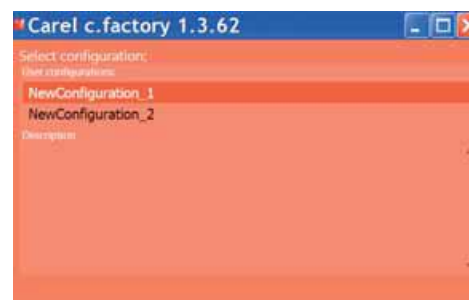 Carel c.factory 1.3.62
Select configuration:
User configurations:
NewConfiguration_1
NewConfiguration_2
Description